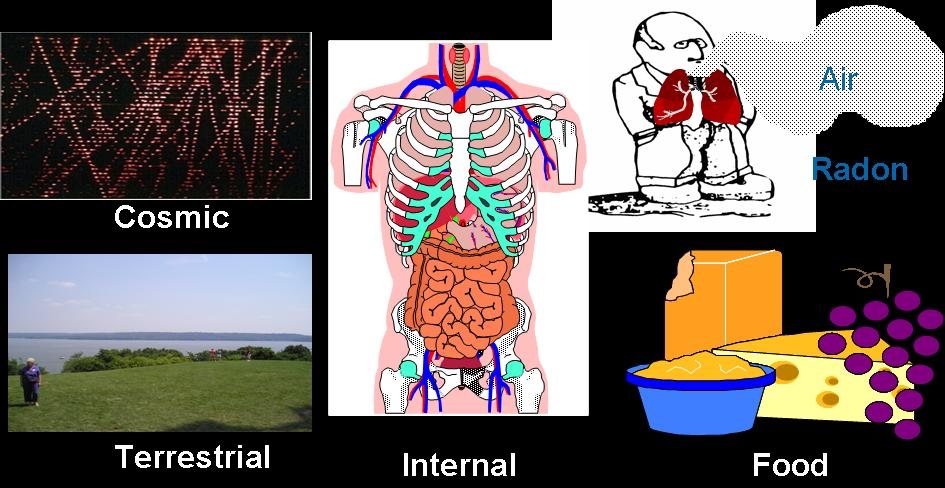 Air
Radon
Cosmic
Terrestrial
Internal
Food